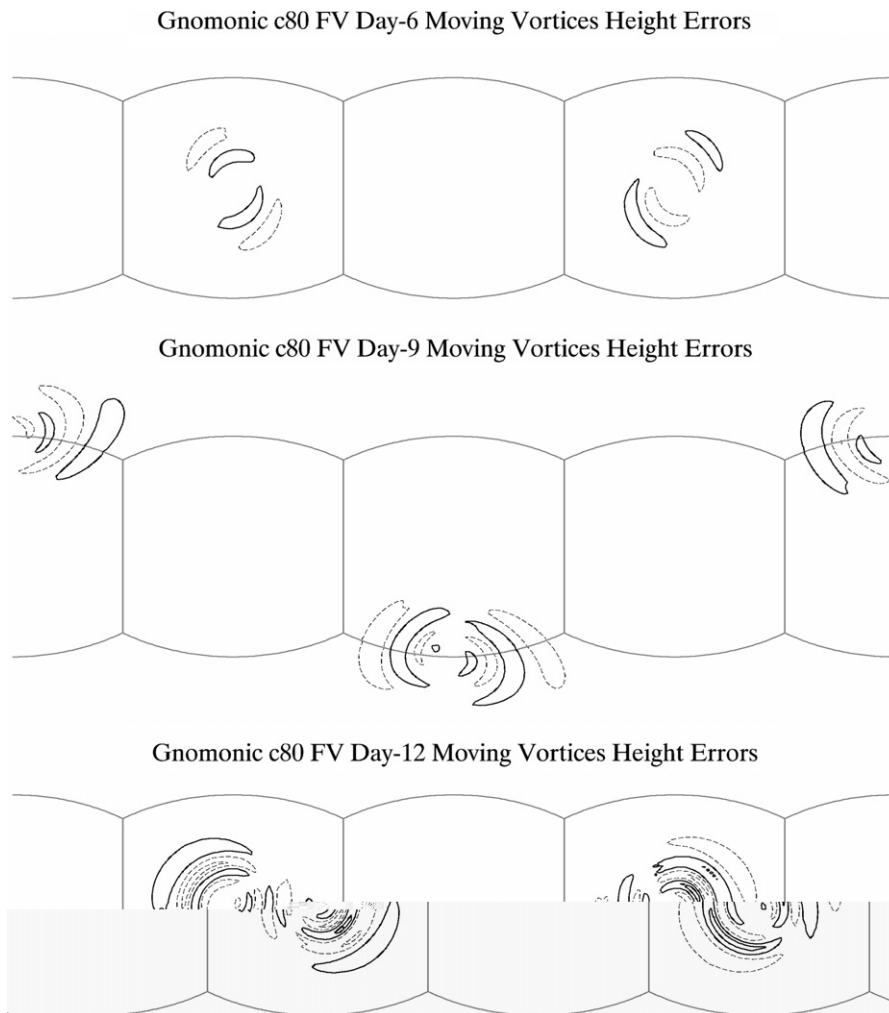 Gnomonic c80 FV Day-6 Moving Vortices Height Errors
Gnomonic c80 FV Day-9 Moving Vortices Height Errors
Gnomonic c80 FV Day-12 Moving Vortices Height Errors